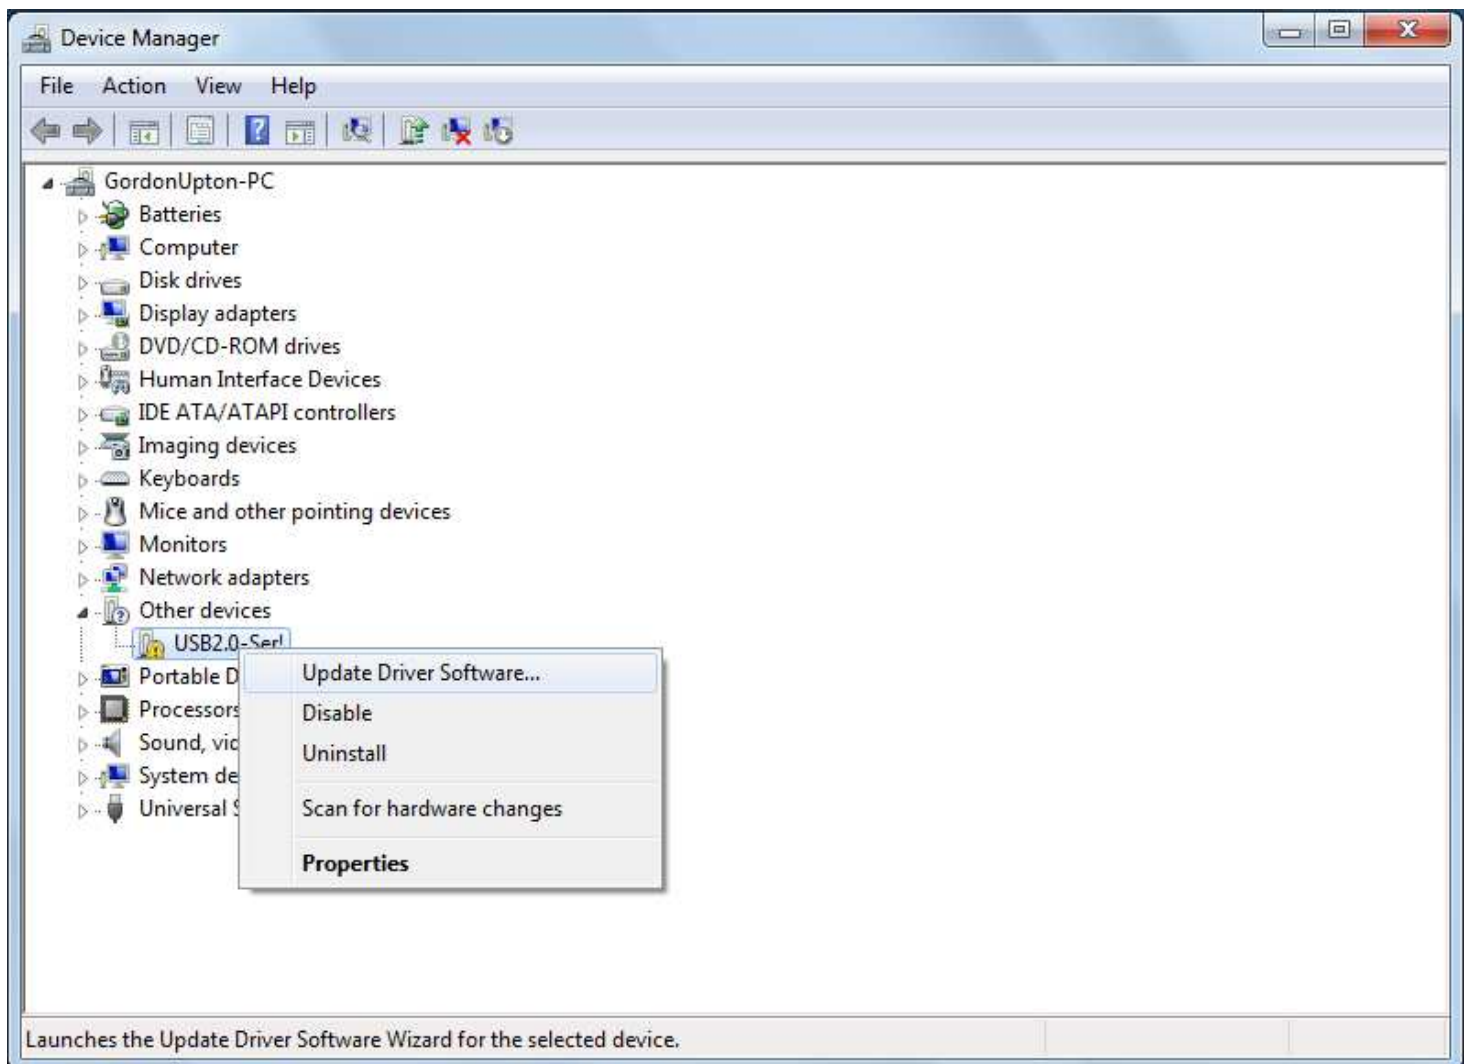 Device Manager
File Action View Help
GordonUpton-PC
Batteries
Computer
Disk drives
Display adapters
DVD/CD-ROM drives
Human Interface Devices
IDE ATA/ATAPI controllers
Imaging devices
Keyboards
Mice and other pointing devices
Monitors
Network adapters
Other devices
USB2.0-Ser!
Portable D
Processors
Sound, vid
System de
Universal S
Update Driver Software...
Disable
Uninstall
Scan for hardware changes
Properties
Launches the Update Driver Software Wizard for the selected device.